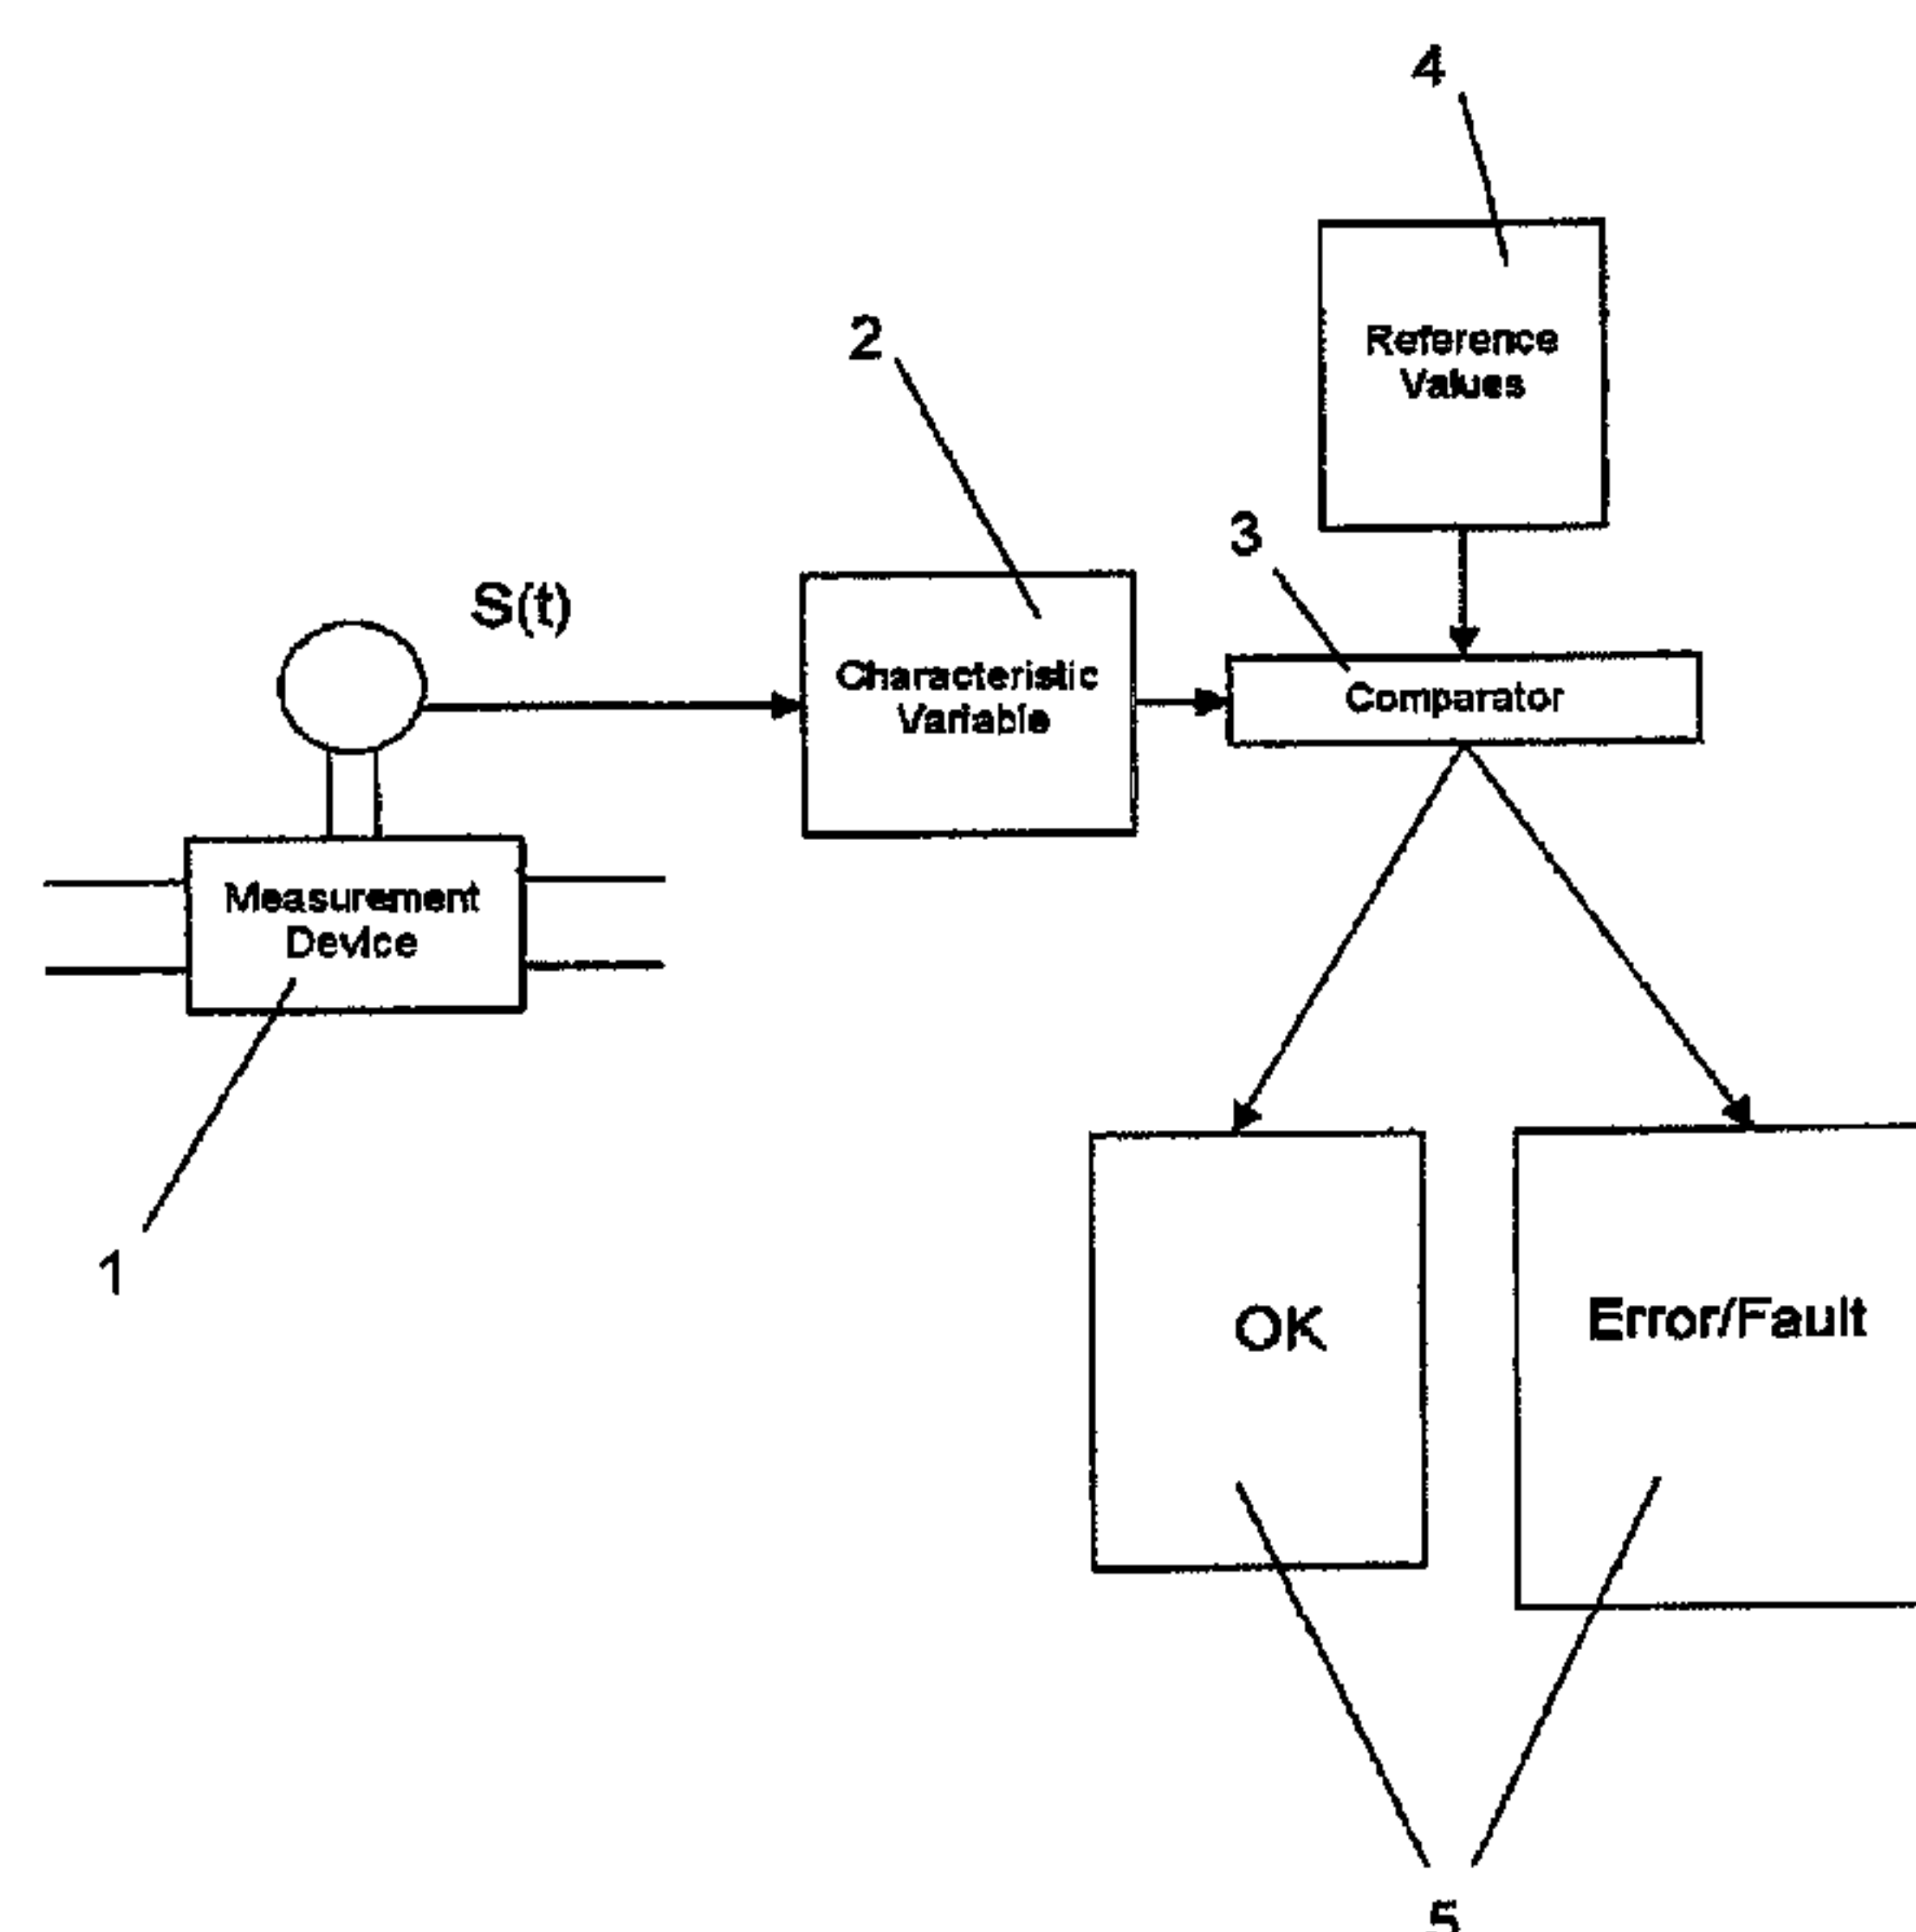 4
Reference
Values
2
3
S(t)
Characteristic
Variable
Comparator
Measurement
Device
1
OK
Error/Fault
5